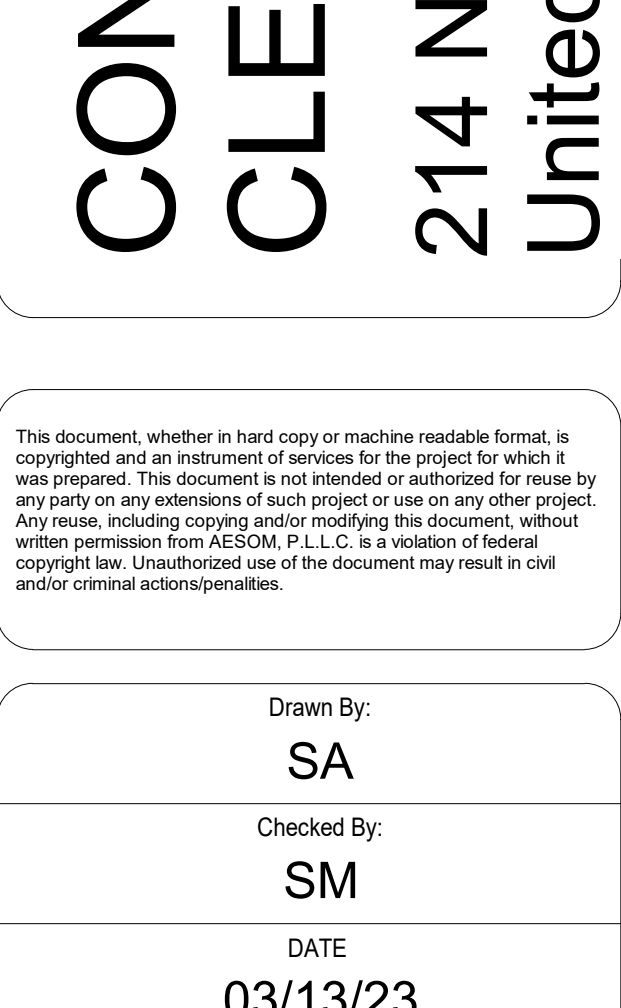 CON
CLE
214 N
United
This document, whether in hard copy or machine readable format, is
copyrighted and an instrument of services for the project for which it
was prepared. This document is not intended or authorized for reuse by
any party on any extensions of such project or use on any other project.
Any reuse, including copying and/or modifying this document, without
written permission from AESOM, P.L.L.C. is a violation of federal
copyright law. Unauthorized use of the document may result in civil
and/or criminal actions/penalities.
Drawn By:
SA
Checked By:
SM
DATE
03/13/23